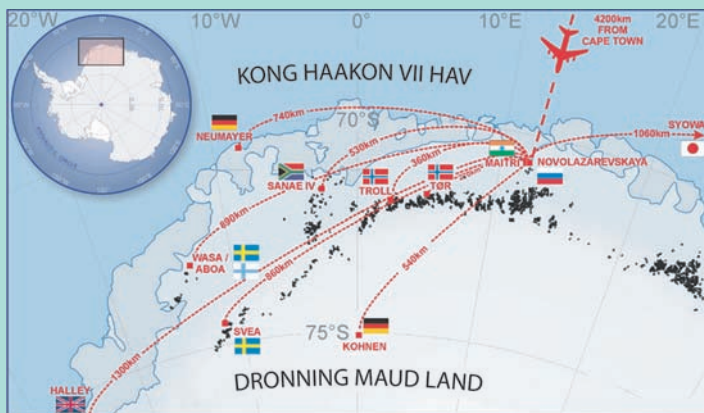 20°W
10°W
0°
10°E
20°E
4200km
FROM
CAPE TOWN
KONG HAAKON VII HAV
70°S
740km
NEUMAYER
530km
360km
MAITRI
NOVOLAZAREVSKAYA
1060km
SYOWA
SANAE IV
TROLL
TØR
690km
WASA /
ABOA
860km
540km
SVEA
75°S
KOHNEN
1300km
HALLEY
DRONNING MAUD LAND